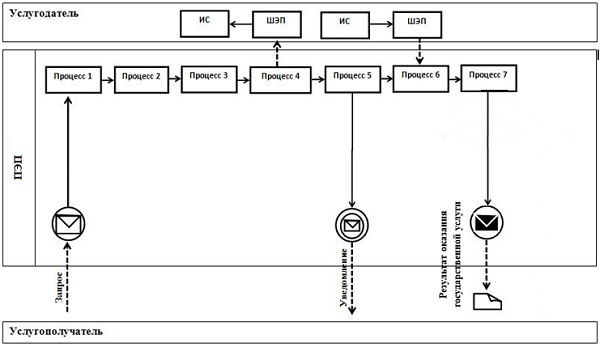 Услугодатель
ИС
ШЭП
ИС
ШЭП
ПЭП
Процесс 1
Процесс 2
Процесс 3
Процесс 4
Процесс 5
Процесс 6
Процесс 7
Запрос
Уведомление
Результат оказания
государственной услуги
Услугополучатель